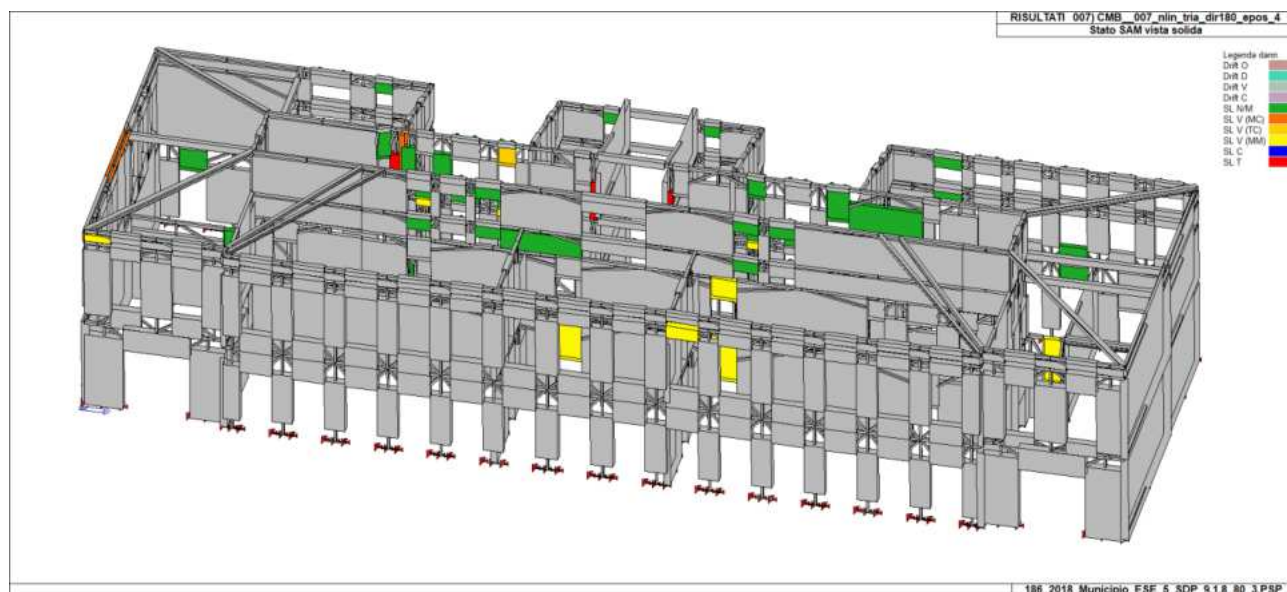 RISULTATI 007) CMB__007_nlin_tria_dir180_epos_4
Stato SAM vista solida
Legenda danni
Drift O
Drift D
Drift V
Drift C
SL N/M
SL V (MC)
SL V (TC)
SL V (MM)
SL C
SL T
186_2018_Municipio_ESE_5_SDP_9.1.8_80_3.PSP